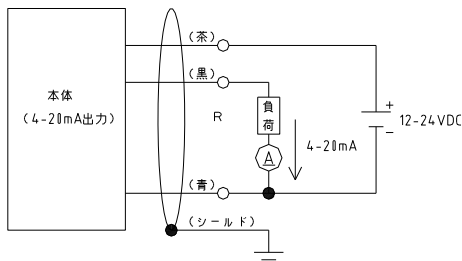 (茶)
(黒)
本体
(4-20mA出力)
R
負荷
A
4-20mA
+
12-24VDC
-
(青)
(シールド)